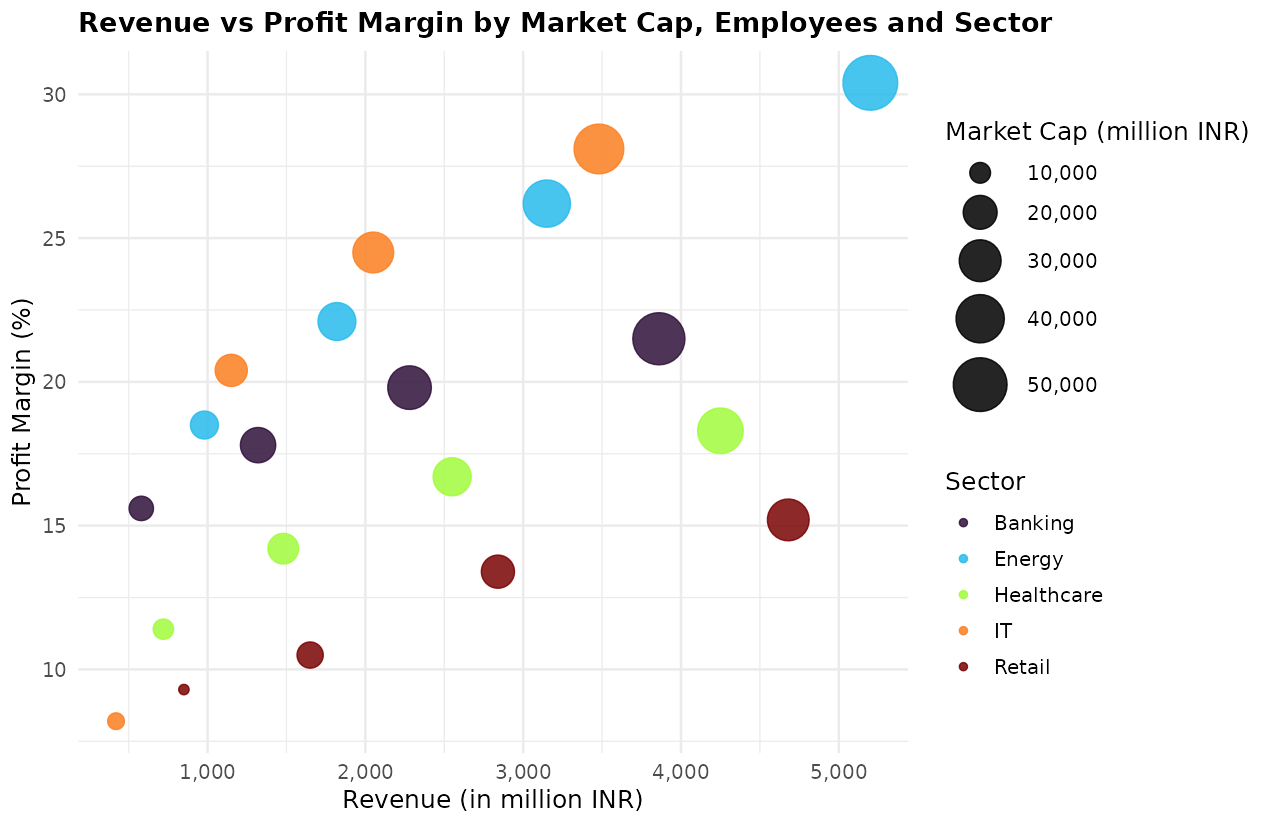 Revenue vs Profit Margin by Market Cap, Employees and Sector
Profit Margin (%)
30
25
20
15
10
1,000
2,000
3,000
4,000
5,000
Revenue (in million INR)
Market Cap (million INR)
10,000
20,000
30,000
40,000
50,000
Sector
Banking
Energy
Healthcare
IT
Retail